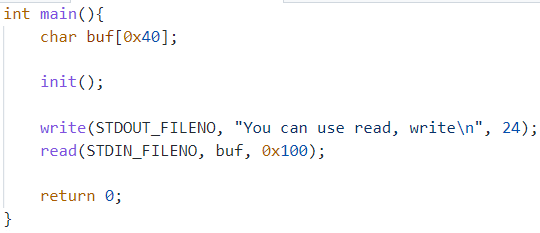 int main(){
    char buf[0x40];
    init();
    write(STDOUT_FILENO, "You can use read, write\n", 24);
    read(STDIN_FILENO, buf, 0x100);
    return 0;
}